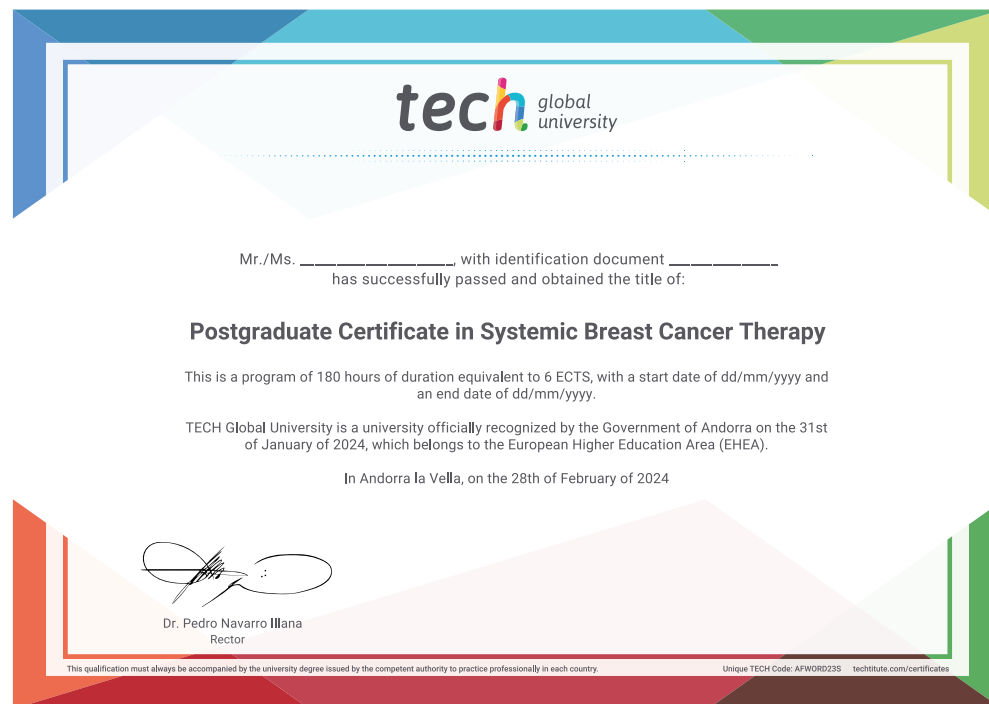 tech global university
Mr./Ms. ___________________, with identification document ______________
has successfully passed and obtained the title of:
Postgraduate Certificate in Systemic Breast Cancer Therapy
This is a program of 180 hours of duration equivalent to 6 ECTS, with a start date of dd/mm/yyyy and
an end date of dd/mm/yyyy.
TECH Global University is a university officially recognized by the Government of Andorra on the 31st
of January of 2024, which belongs to the European Higher Education Area (EHEA).
In Andorra la Vella, on the 28th of February of 2024
Dr. Pedro Navarro Illana
Rector
This qualification must always be accompanied by the university degree issued by the competent authority to practice professionally in each country.
Unique TECH Code: AFWORD23S techtitute.com/certificates